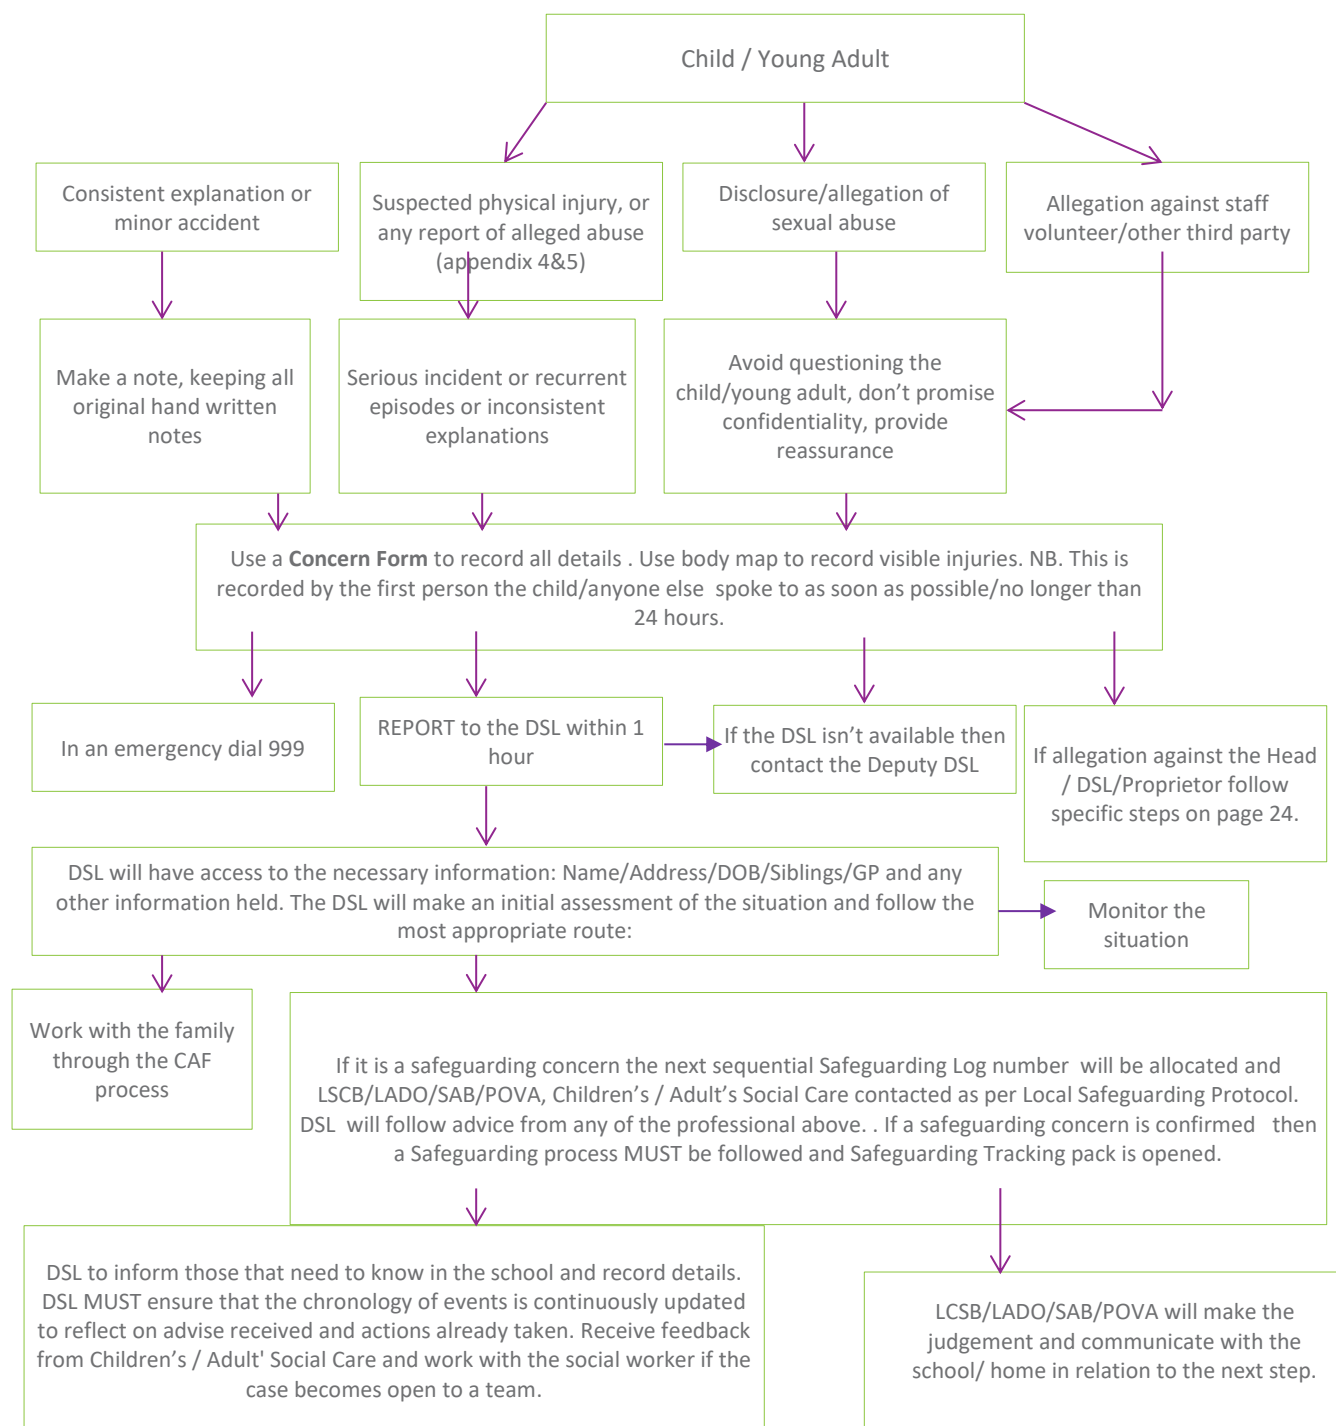 Child / Young Adult
Consistent explanation or
minor accident
Suspected physical injury, or
any report of alleged abuse
(appendix 4&5)
Disclosure/allegation of
sexual abuse
Allegation against staff
volunteer/other third party
Make a note, keeping all
original hand written
notes
Serious incident or recurrent
episodes or inconsistent
explanations
Avoid questioning the
child/young adult, don’t promise
confidentiality, provide
reassurance
Use a Concern Form to record all details . Use body map to record visible injuries. NB. This is
recorded by the first person the child/anyone else spoke to as soon as possible/no longer than
24 hours.
In an emergency dial 999
REPORT to the DSL within 1
hour
If the DSL isn’t available then
contact the Deputy DSL
If allegation against the Head
/ DSL/Proprietor follow
specific steps on page 24.
DSL will have access to the necessary information: Name/Address/DOB/Siblings/GP and any
other information held. The DSL will make an initial assessment of the situation and follow the
most appropriate route:
Monitor the
situation
Work with the family
through the CAF
process
If it is a safeguarding concern the next sequential Safeguarding Log number will be allocated and
LSCB/LADO/SAB/POVA, Children’s / Adult’s Social Care contacted as per Local Safeguarding Protocol.
DSL will follow advice from any of the professional above. . If a safeguarding concern is confirmed then
a Safeguarding process MUST be followed and Safeguarding Tracking pack is opened.
DSL to inform those that need to know in the school and record details.
DSL MUST ensure that the chronology of events is continuously updated
to reflect on advise received and actions already taken. Receive feedback
from Children’s / Adult' Social Care and work with the social worker if the
case becomes open to a team.
LCSB/LADO/SAB/POVA will make the
judgement and communicate with the
school/ home in relation to the next step.